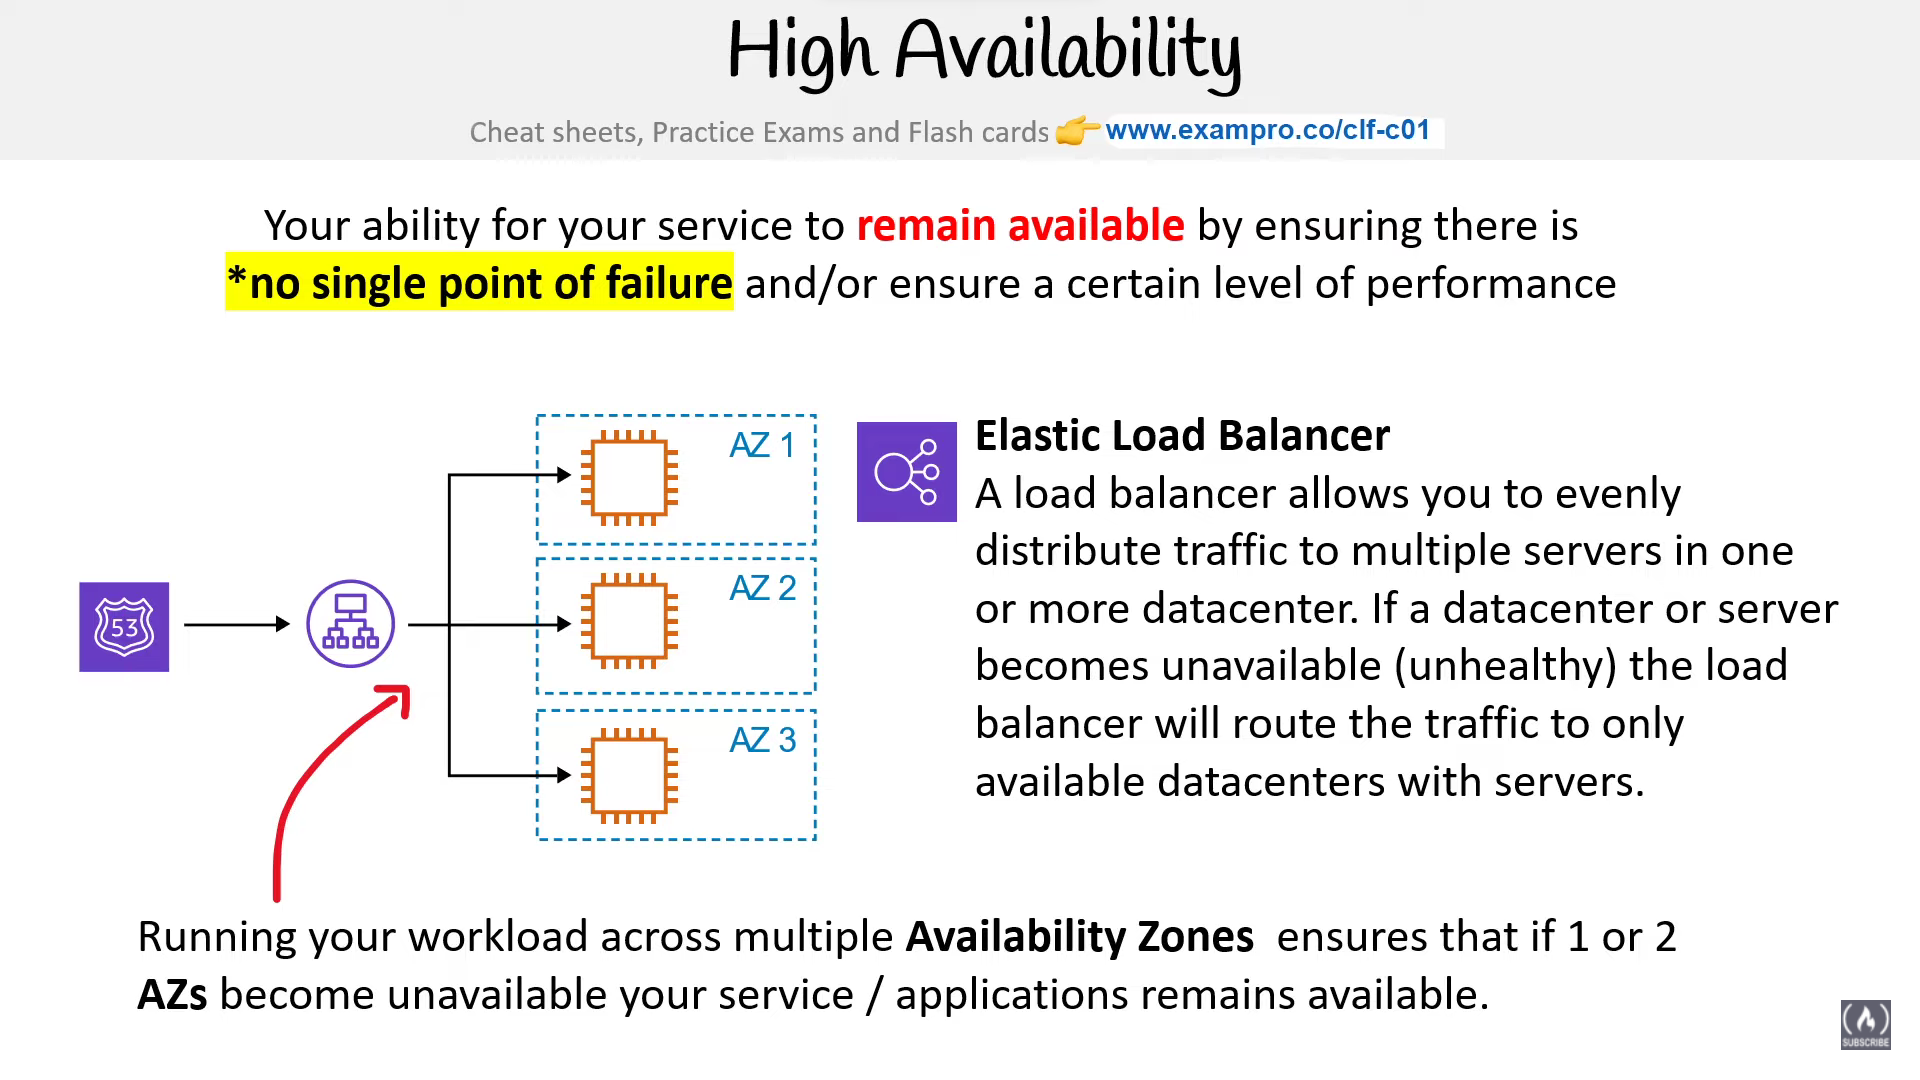 High Availability
Cheat sheets, Practice Exams and Flash cards 👉 www.exampro.co/clf-c01
Your ability for your service to remain available by ensuring there is
*no single point of failure and/or ensure a certain level of performance
AZ 1
AZ 2
53
AZ 3
Elastic Load Balancer
A load balancer allows you to evenly
distribute traffic to multiple servers in one
or more datacenter. If a datacenter or server
becomes unavailable (unhealthy) the load
balancer will route the traffic to only
available datacenters with servers.
Running your workload across multiple Availability Zones ensures that if 1 or 2
AZs become unavailable your service / applications remains available.
SUBSCRIBE